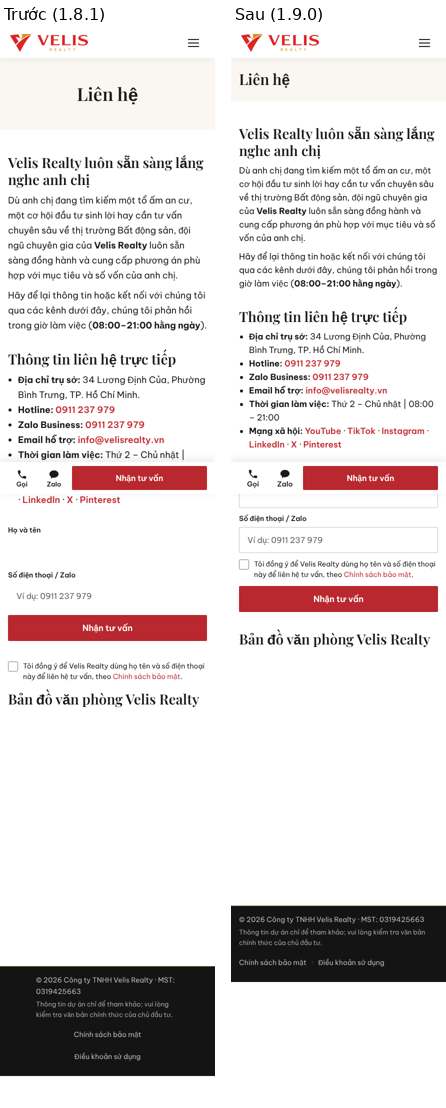 Trước (1.8.1)
VELIS
REALTY
Liên hệ
Velis Realty luôn sẵn sàng lắng
nghe anh chị
Dù anh chị đang tìm kiếm một tổ ấm an cư,
một cơ hội đầu tư sinh lời hay cần tư vấn
chuyên sâu về thị trường Bất động sản, đội
ngũ chuyên gia của Velis Realty luôn sẵn
sàng đồng hành và cung cấp phương án phù
hợp với mục tiêu và số vốn của anh chị.
Hãy để lại thông tin hoặc kết nối với chúng tôi
qua các kênh dưới đây, chúng tôi phản hồi
trong giờ làm việc (08:00–21:00 hằng ngày).
Thông tin liên hệ trực tiếp
• Địa chỉ trụ sở: 34 Lương Định Của, Phường
Bình Trưng, TP. Hồ Chí Minh.
• Hotline: 0911 237 979
• Zalo Business: 0911 237 979
• Email hỗ trợ: info@velisrealty.vn
• Thời gian làm việc: Thứ 2 – Chủ nhật |
Gọi
Zalo
Nhận tư vấn
· LinkedIn · X · Pinterest
Họ và tên
Số điện thoại / Zalo
Ví dụ: 0911 237 979
Nhận tư vấn
Tôi đồng ý để Velis Realty dùng họ tên và số điện thoại
này để liên hệ tư vấn, theo Chính sách bảo mật.
Bản đồ văn phòng Velis Realty
© 2026 Công ty TNHH Velis Realty · MST:
0319425663
Thông tin dự án chỉ để tham khảo; vui lòng
kiểm tra văn bản chính thức của chủ đầu tư.
Chính sách bảo mật
Điều khoản sử dụng
Sau (1.9.0)
VELIS
REALTY
Liên hệ
Velis Realty luôn sẵn sàng lắng
nghe anh chị
Dù anh chị đang tìm kiếm một tổ ấm an cư, một
cơ hội đầu tư sinh lời hay cần tư vấn chuyên sâu
về thị trường Bất động sản, đội ngũ chuyên gia
của Velis Realty luôn sẵn sàng đồng hành và
cung cấp phương án phù hợp với mục tiêu và số
vốn của anh chị.
Hãy để lại thông tin hoặc kết nối với chúng tôi
qua các kênh dưới đây, chúng tôi phản hồi trong
giờ làm việc (08:00–21:00 hằng ngày).
Thông tin liên hệ trực tiếp
• Địa chỉ trụ sở: 34 Lương Định Của, Phường
Bình Trưng, TP. Hồ Chí Minh.
• Hotline: 0911 237 979
• Zalo Business: 0911 237 979
• Email hỗ trợ: info@velisrealty.vn
• Thời gian làm việc: Thứ 2 – Chủ nhật | 08:00
– 21:00
• Mạng xã hội: YouTube · TikTok · Instagram ·
LinkedIn · X · Pinterest
Gọi
Zalo
Nhận tư vấn
Số điện thoại / Zalo
Ví dụ: 0911 237 979
Tôi đồng ý để Velis Realty dùng họ tên và số điện thoại
này để liên hệ tư vấn, theo Chính sách bảo mật.
Nhận tư vấn
Bản đồ văn phòng Velis Realty
© 2026 Công ty TNHH Velis Realty · MST: 0319425663
Thông tin dự án chỉ để tham khảo; vui lòng kiểm tra văn bản
chính thức của chủ đầu tư.
Chính sách bảo mật · Điều khoản sử dụng